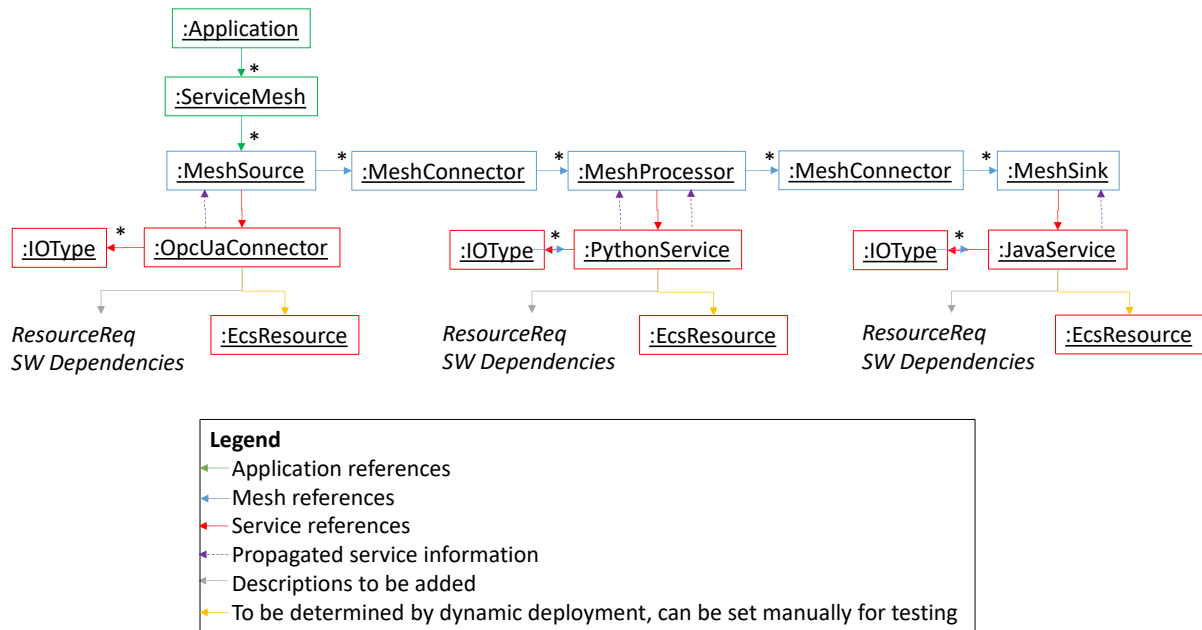 :Application
*
:ServiceMesh
*
:MeshSource
*
:MeshConnector
*
:MeshProcessor
*
:MeshConnector
*
:MeshSink
:IOType
*
:OpcUaConnector
:IOType
*
:PythonService
:IOType
*
:JavaService
ResourceReq
SW Dependencies
:EcsResource
ResourceReq
SW Dependencies
:EcsResource
ResourceReq
SW Dependencies
:EcsResource
Legend
Application references
Mesh references
Service references
Propagated service information
Descriptions to be added
To be determined by dynamic deployment, can be set manually for testing